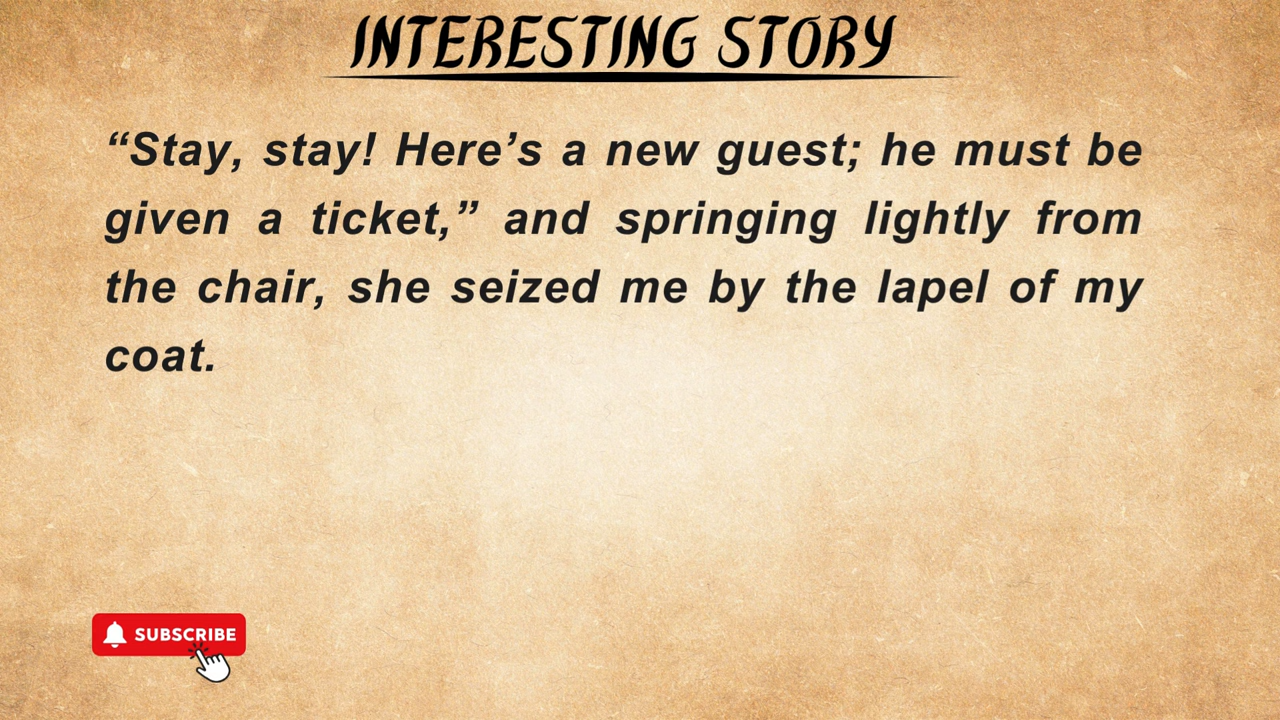 INTERESTING STORY
“Stay, stay! Here’s a new guest; he must be
given a ticket,” and springing lightly from
the chair, she seized me by the lapel of my
coat.
SUBSCRIBE